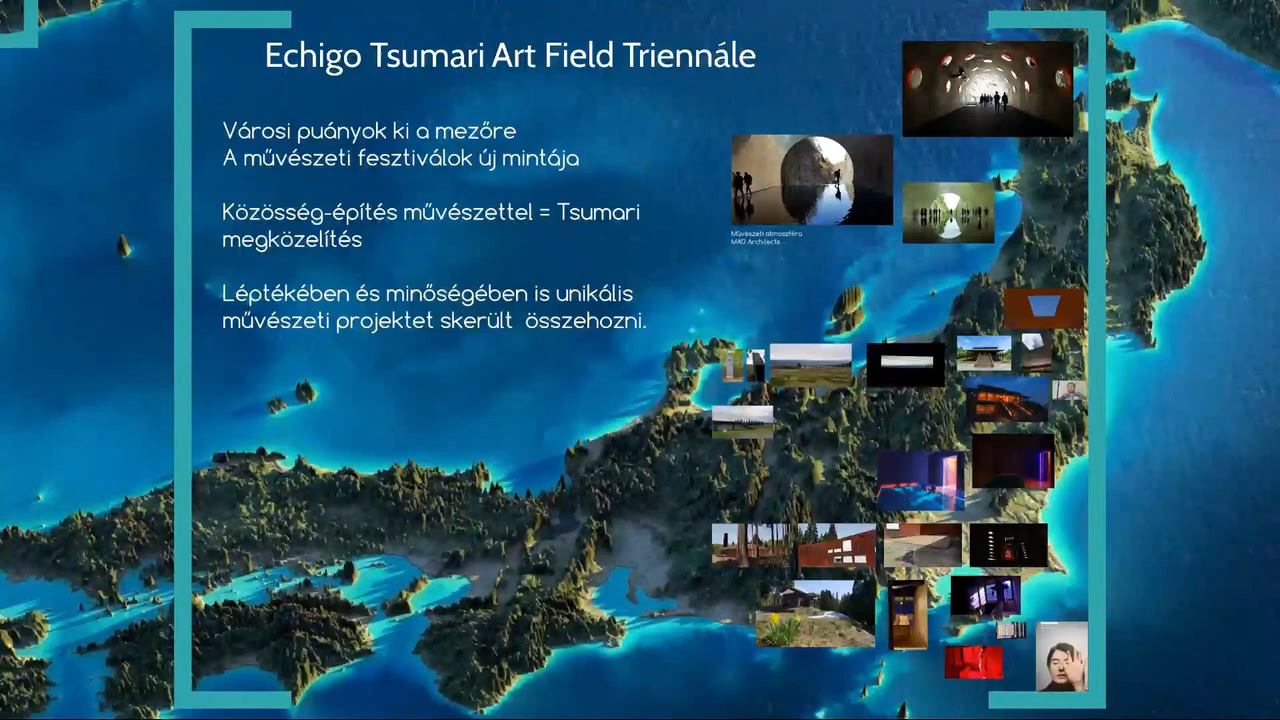 Echigo Tsumari Art Field Triennále
Városi puányok ki a mezőre
A művészeti fesztiválok új mintája
Közösség-építés művészettel = Tsumari
megközelítés
Léptékében és minőségében is unikális
művészeti projektet skerült összehozni.
Művészeti atmoszféra
MAD Architects